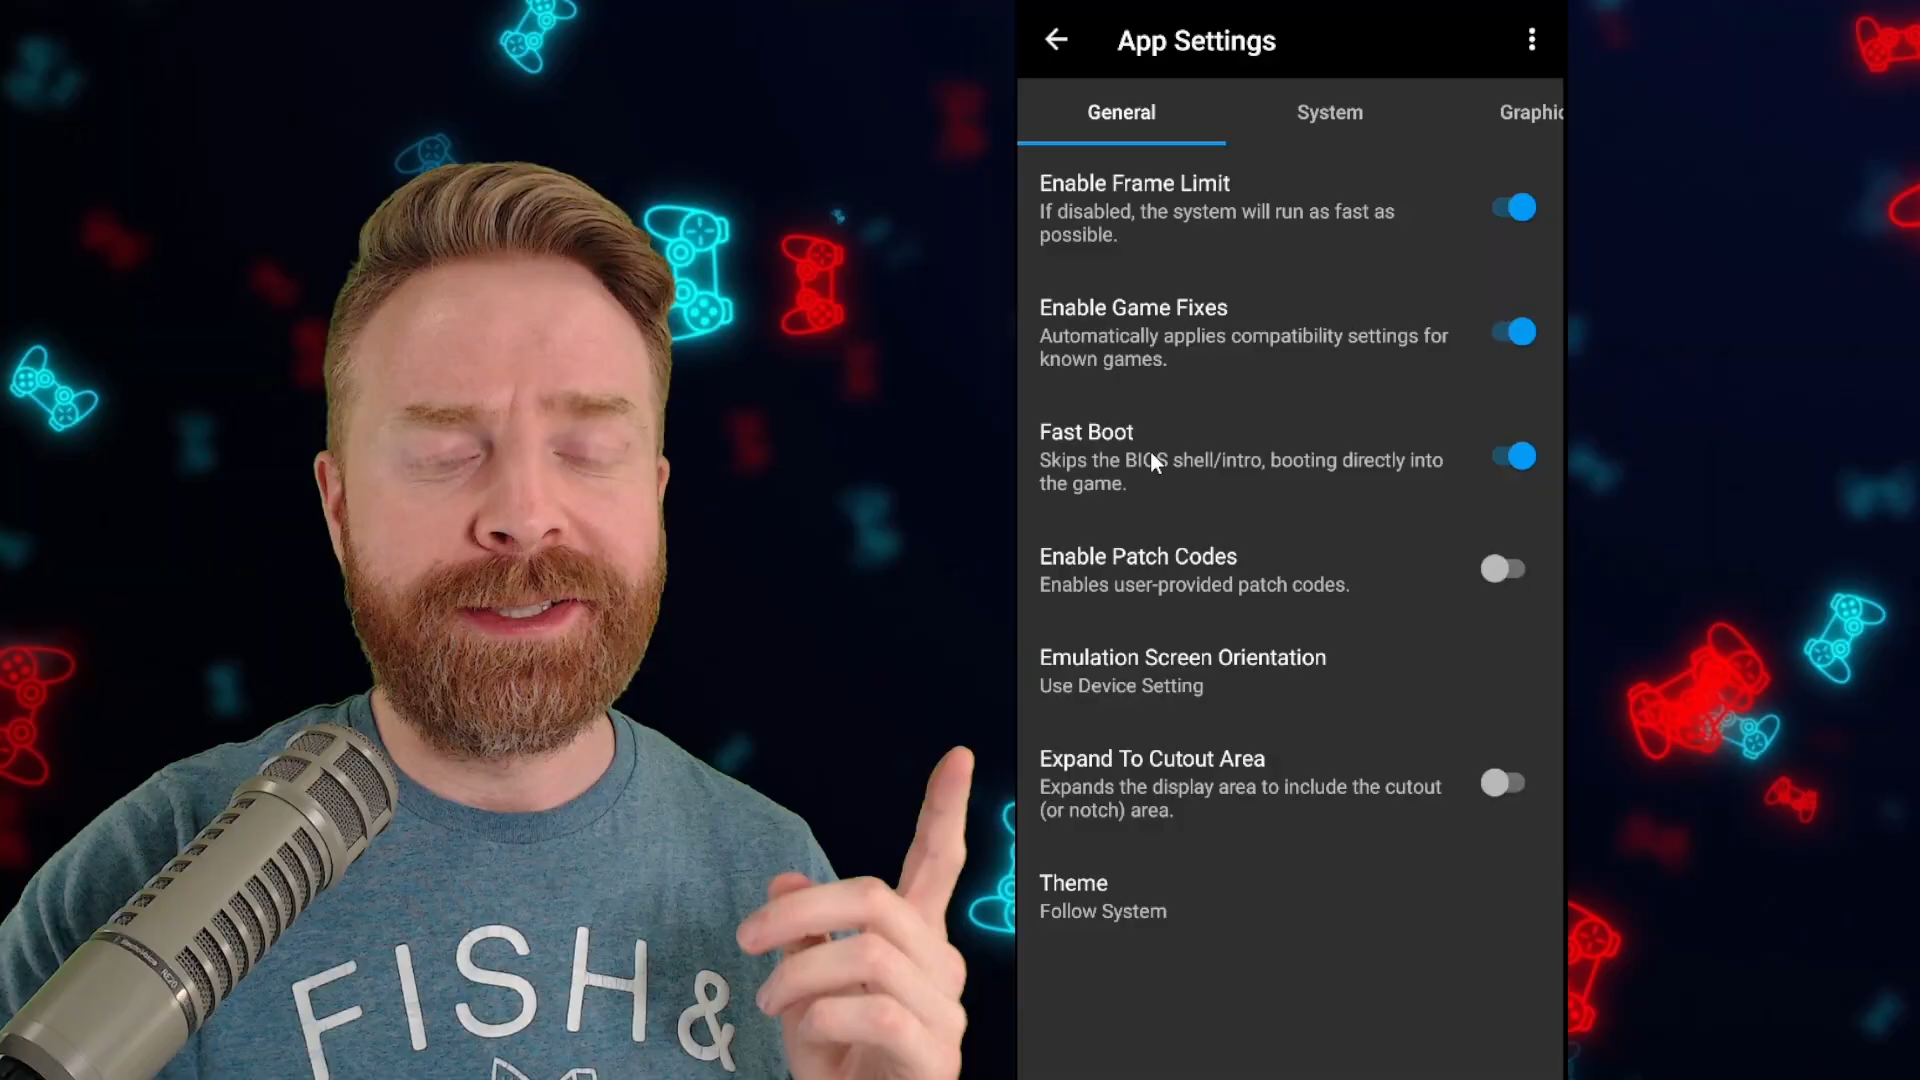 App Settings
General System Graphic
Enable Frame Limit
If disabled, the system will run as fast as
possible.
Enable Game Fixes
Automatically applies compatibility settings for
known games.
Fast Boot
Skips the BIOS shell/intro, booting directly into
the game.
Enable Patch Codes
Enables user-provided patch codes.
Emulation Screen Orientation
Use Device Setting
Expand To Cutout Area
Expands the display area to include the cutout
(or notch) area.
Theme
Follow System
FISH &